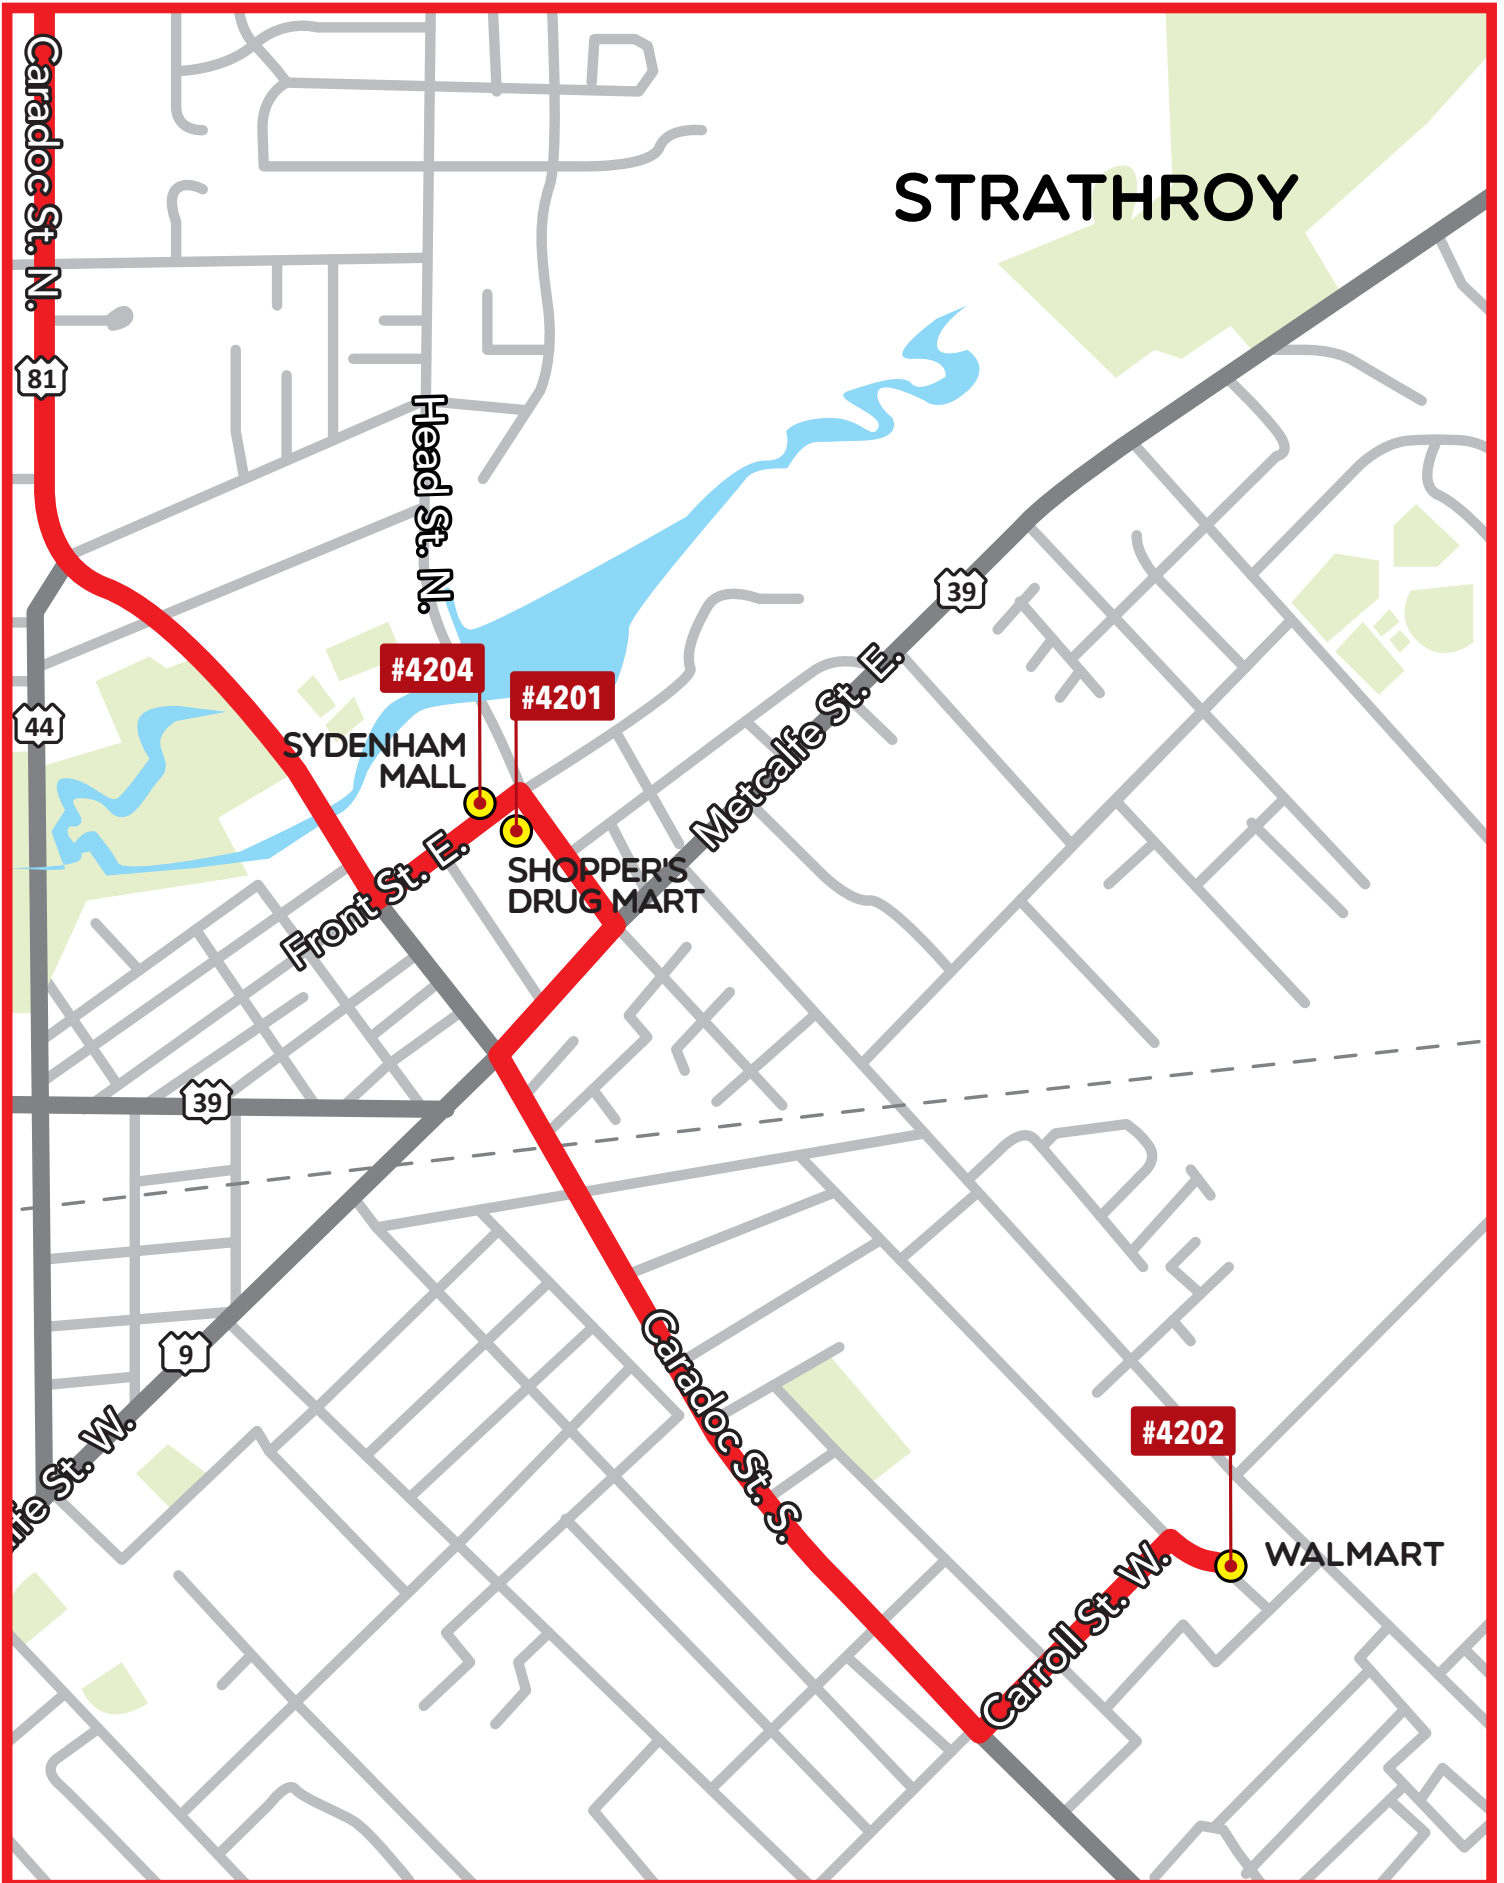 Caradoc St. N.
STRATHROY
81
Head St. N.
39
#4204
#4201
44
SYDENHAM
MALL
Metcalfe St. E.
Front St. E.
SHOPPER'S
DRUG MART
39
9
Caradoc St. S.
#4202
life St. W.
WALMART
Carroll St. W.